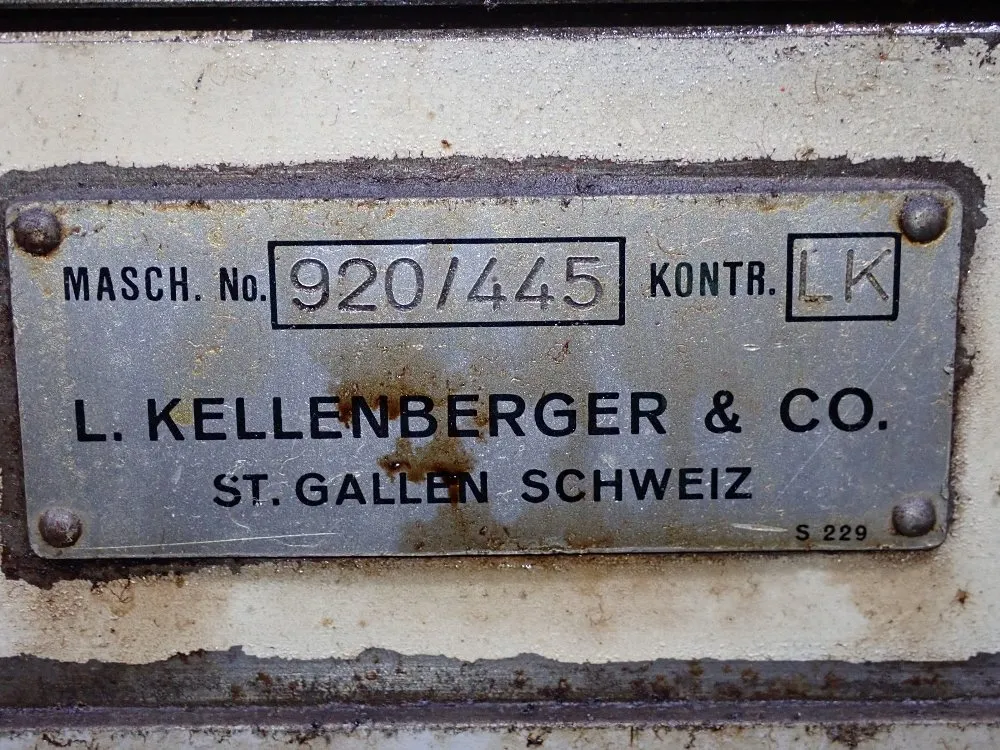 MASCH. No. 920/445 KONTR. LK
L. KELLENBERGER & CO.
ST. GALLEN SCHWEIZ
S 229